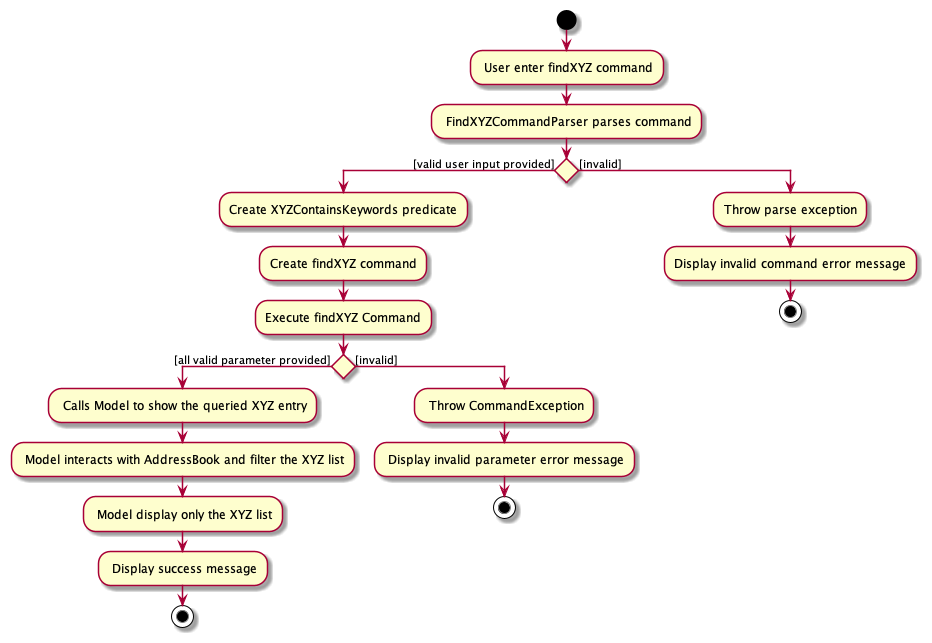 User enter findXYZ command
FindXYZCommandParser parses command
[valid user input provided]
[invalid]
Create XYZContainsKeywords predicate
Throw parse exception
Create findXYZ command
Display invalid command error message
Execute findXYZ Command
[all valid parameter provided]
[invalid]
Calls Model to show the queried XYZ entry
Throw CommandException
Model interacts with AddressBook and filter the XYZ list
Display invalid parameter error message
Model display only the XYZ list
Display success message